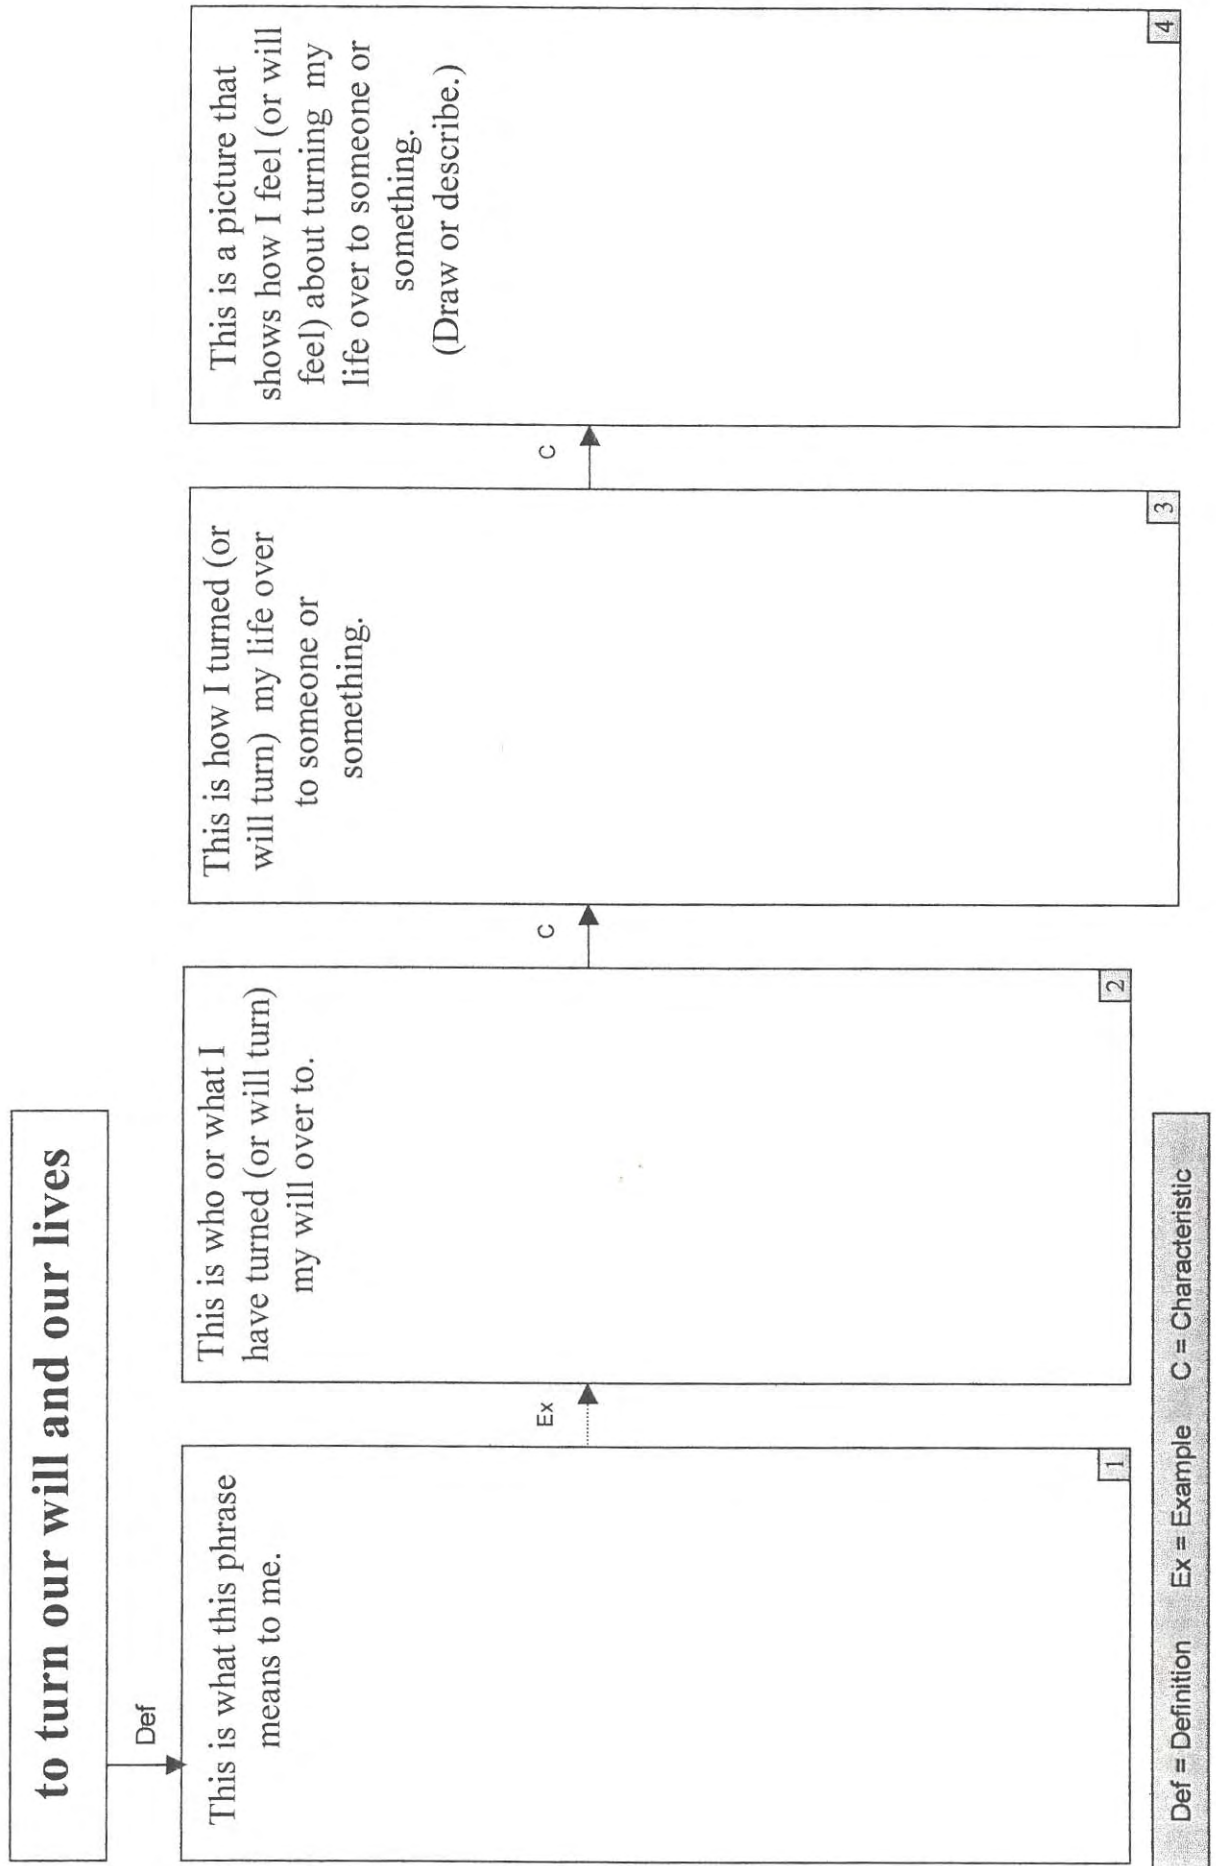 to turn our will and our lives
Def
This is what this phrase
means to me.
1
Ex
This is who or what I
have turned (or will turn)
my will over to.
2
C
This is how I turned (or
will turn) my life over
to someone or
something.
3
C
This is a picture that
shows how I feel (or will
feel) about turning my
life over to someone or
something.
(Draw or describe.)
4
Def = Definition Ex = Example C = Characteristic